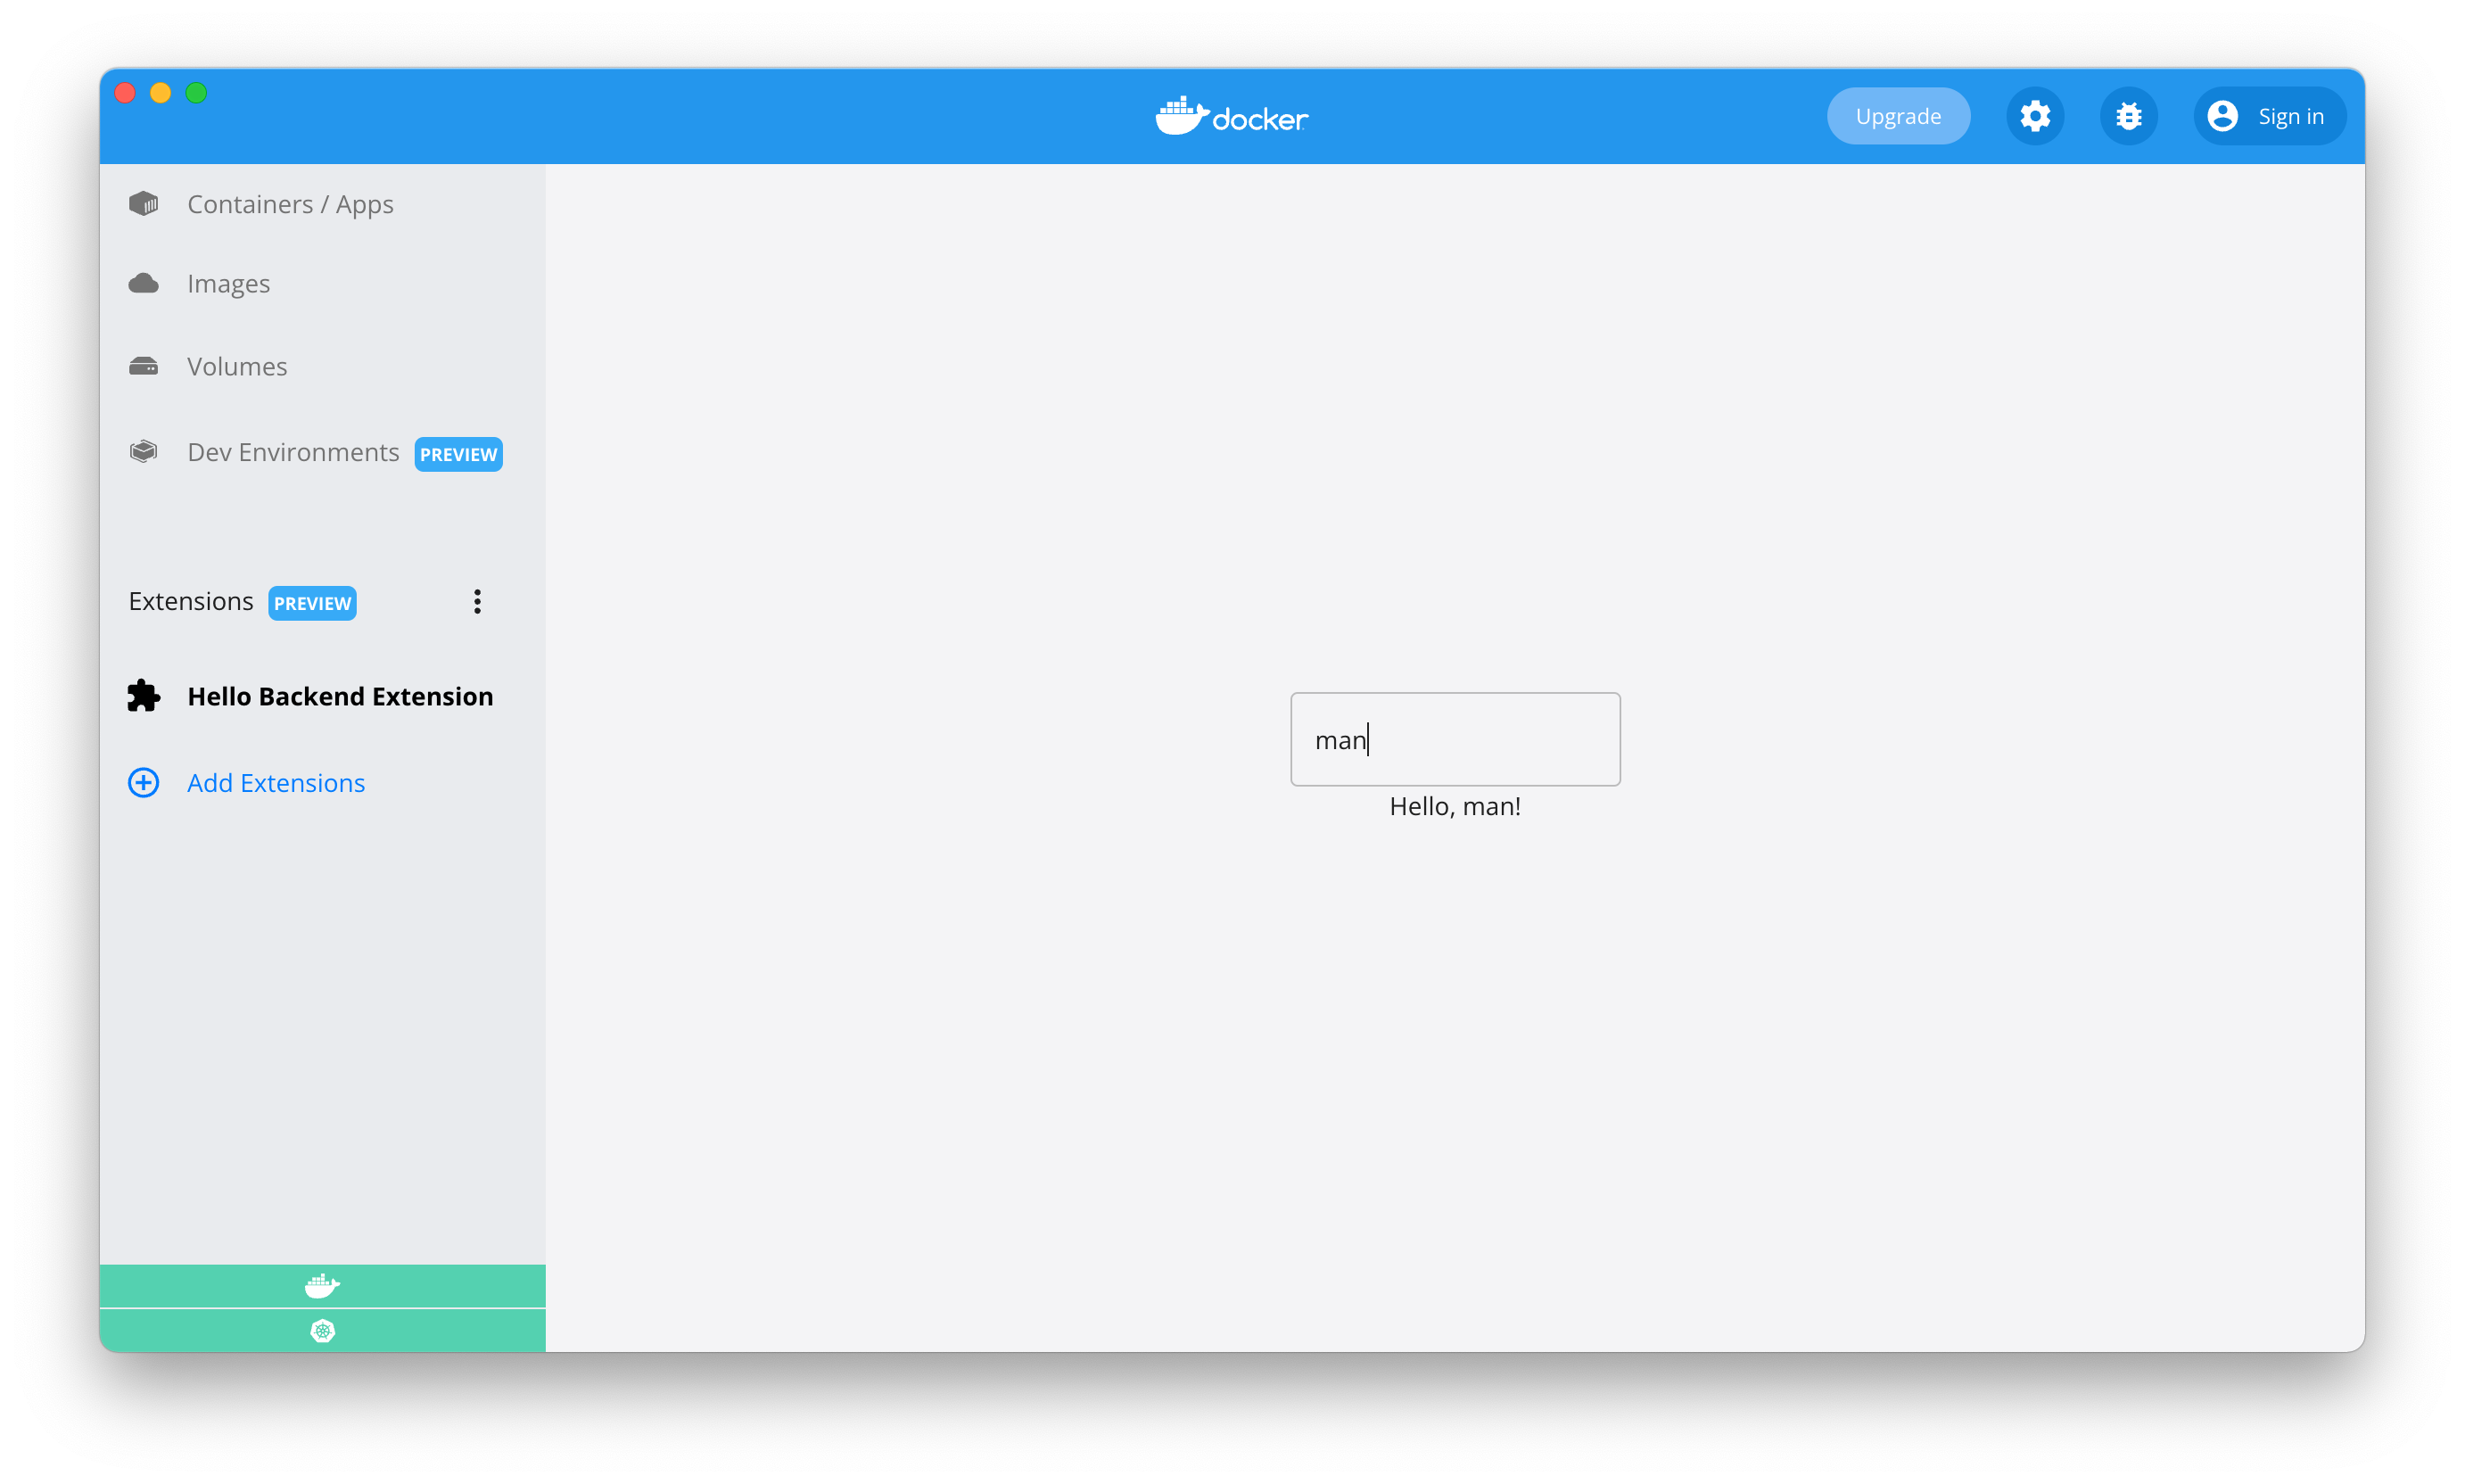 docker
Upgrade
Sign in
Containers / Apps
Images
Volumes
Dev Environments PREVIEW
Extensions PREVIEW
Hello Backend Extension
Add Extensions
man
Hello, man!